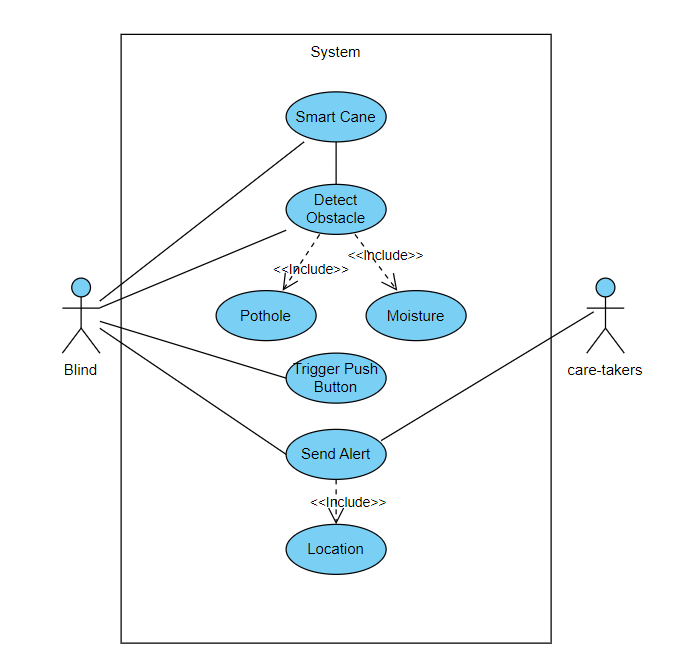 System
Smart Cane
Detect
Obstacle
<<Include>>
<<Include>>
Pothole
Moisture
Blind
care-takers
Trigger Push
Button
Send Alert
<<Include>>
Location